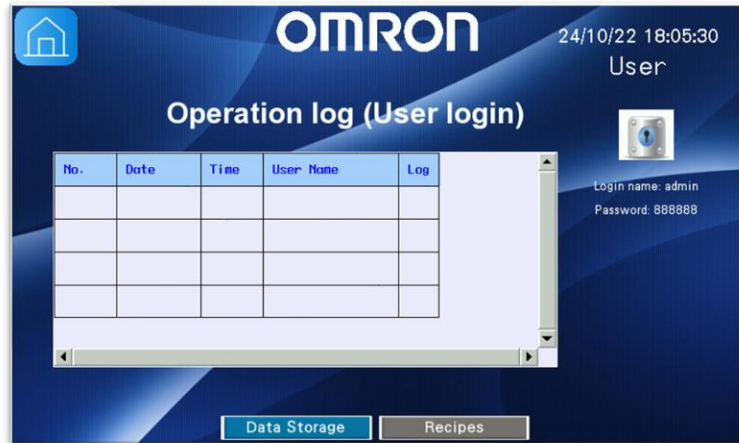 OMRON
24/10/22 18:05:30
User
Operation log (User login)
No. Date Time User Name Log
Login name: admin
Password: 888888
Data Storage Recipes